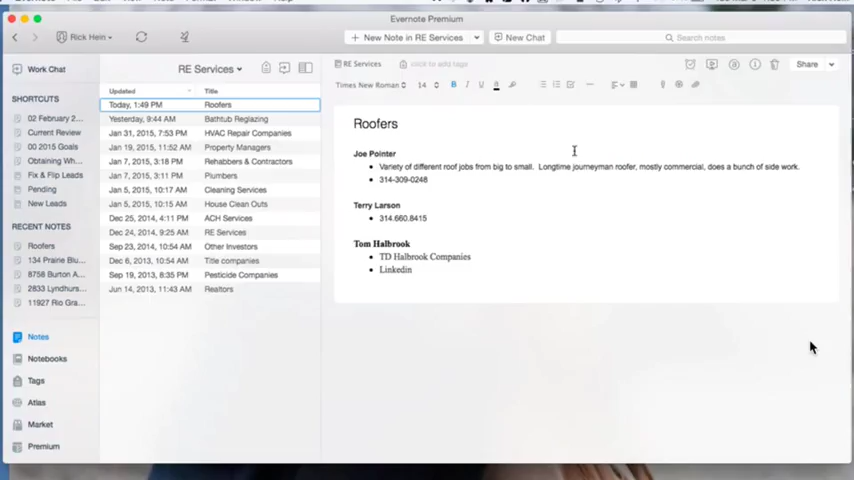 Evernote Premium
Rick Hein
+ New Note in RE Services
New Chat
Search notes
Work Chat
SHORTCUTS
02 February 2...
Current Review
00 2015 Goals
Obtaining Wh...
Fix & Flip Leads
Pending
New Leads
RECENT NOTES
Roofers
134 Prairie Blu...
8758 Burton A...
2833 Lyndhurs...
11927 Rio Gra...
Notes
Notebooks
Tags
Atlas
Market
Premium
RE Services
Updated Title
Today, 1:49 PM Roofers
Yesterday, 9:44 AM Bathtub Reglazing
Jan 31, 2015, 7:53 PM HVAC Repair Companies
Jan 19, 2015, 11:52 AM Property Managers
Jan 7, 2015, 3:18 PM Rehabbers & Contractors
Jan 7, 2015, 3:11 PM Plumbers
Jan 5, 2015, 10:17 AM Cleaning Services
Jan 5, 2015, 10:15 AM House Clean Outs
Dec 25, 2014, 4:11 PM ACH Services
Dec 24, 2014, 9:25 AM RE Services
Sep 23, 2014, 10:54 AM Other Investors
Dec 6, 2013, 10:54 AM Title companies
Sep 19, 2013, 8:35 PM Pesticide Companies
Jun 14, 2013, 11:43 AM Realtors
RE Services
click to add tags
Share
Times New Roman 14 B I U a
Roofers
Joe Pointer
• Variety of different roof jobs from big to small. Longtime journeyman roofer, mostly commercial, does a bunch of side work.
• 314-309-0248
Terry Larson
• 314.660.8415
Tom Halbrook
• TD Halbrook Companies
• Linkedin